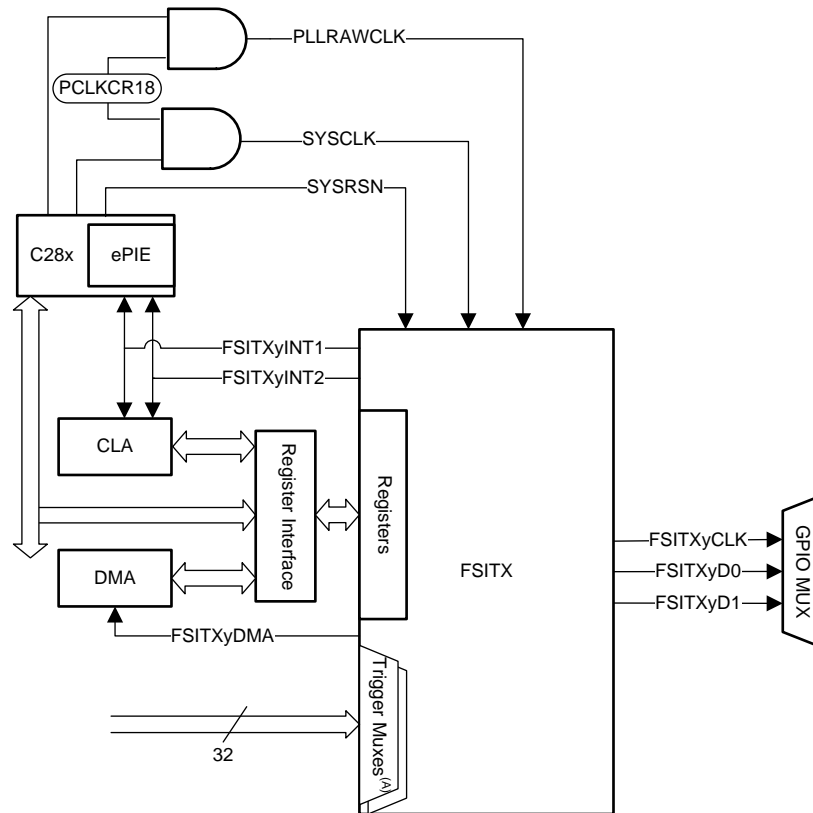 PLLRAWCLK
PCLKCR18
SYSCLK
SYSRSN
C28x
ePIE
FSITXyINT1
FSITXyINT2
CLA
Register Interface
Registers
FSITX
DMA
FSITXyCLK
FSITXyD0
FSITXyD1
GPIO MUX
FSITXyDMA
Trigger Muxes(A)
32